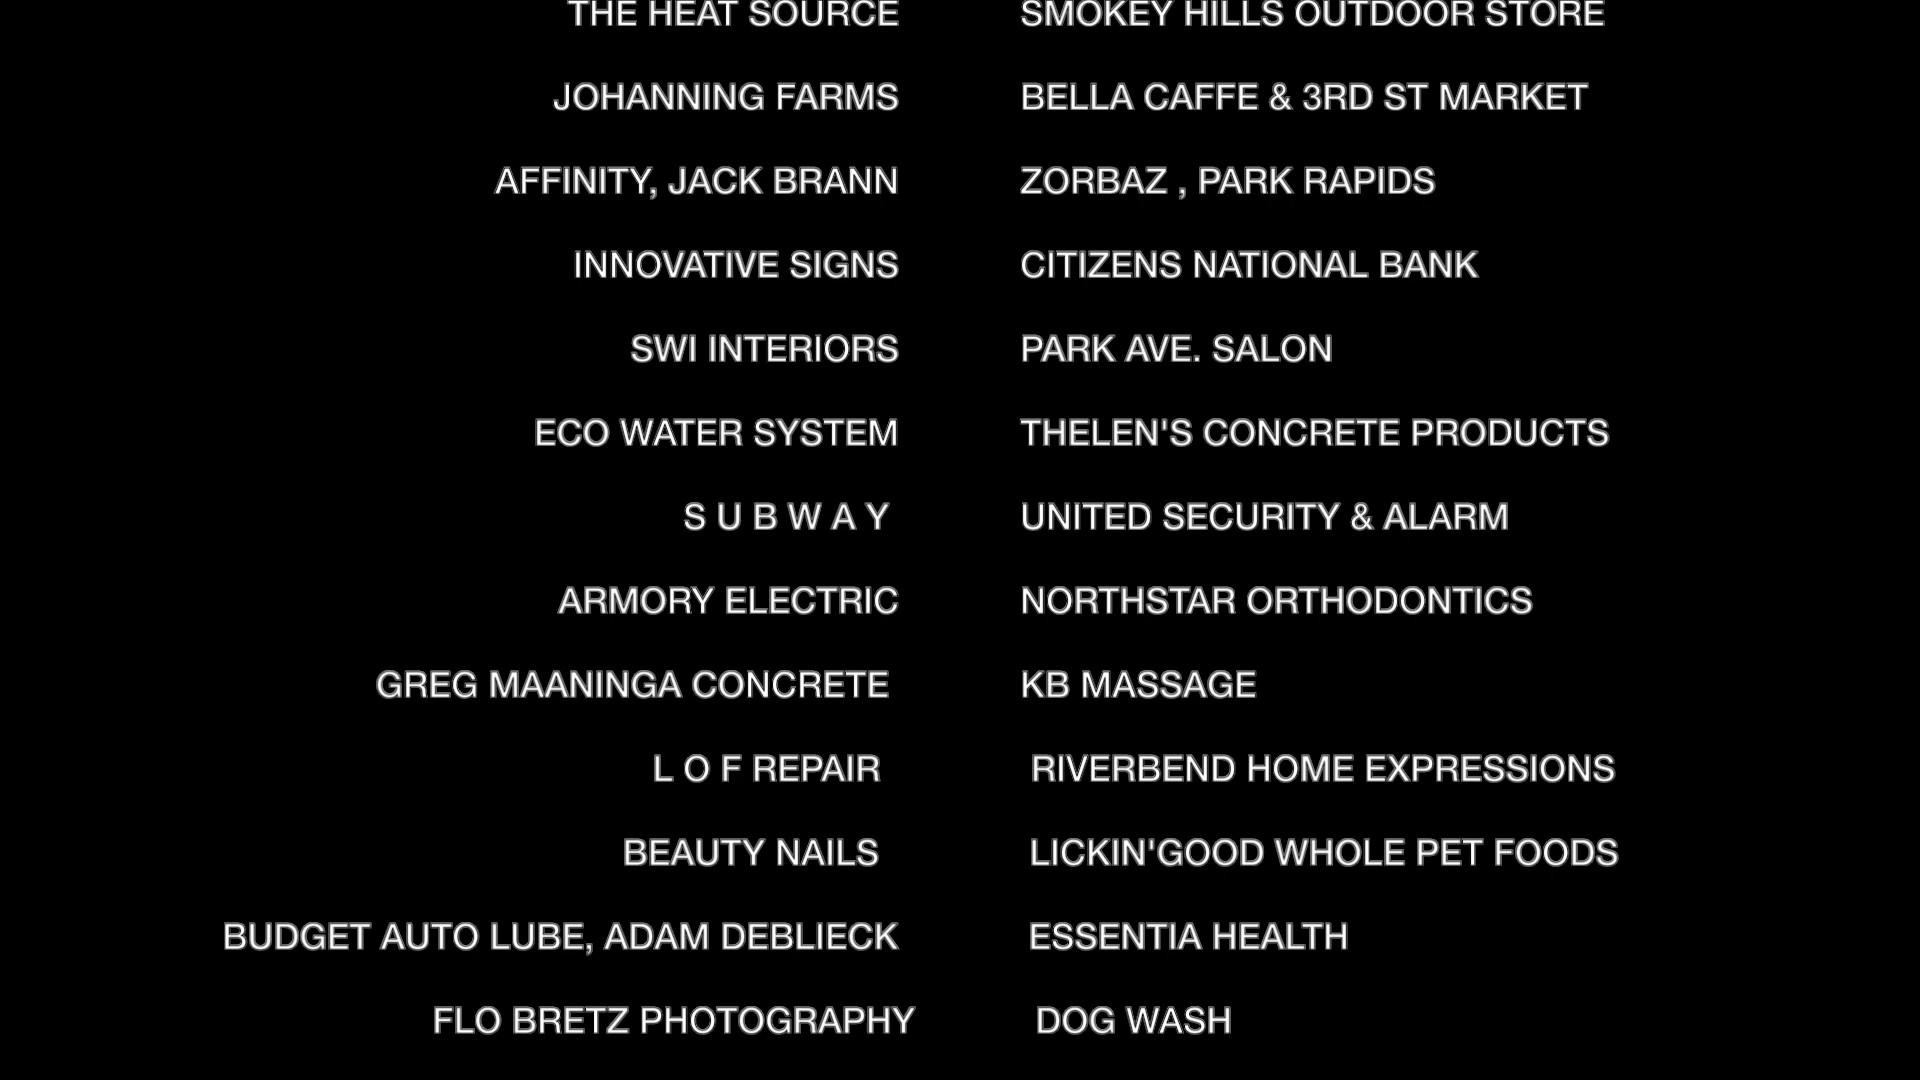 THE HEAT SOURCE SMOKEY HILLS OUTDOOR STORE
JOHANNING FARMS BELLA CAFFE & 3RD ST MARKET
AFFINITY, JACK BRANN ZORBAZ , PARK RAPIDS
INNOVATIVE SIGNS CITIZENS NATIONAL BANK
SWI INTERIORS PARK AVE. SALON
ECO WATER SYSTEM THELEN'S CONCRETE PRODUCTS
S U B W A Y UNITED SECURITY & ALARM
ARMORY ELECTRIC NORTHSTAR ORTHODONTICS
GREG MAANINGA CONCRETE KB MASSAGE
L O F REPAIR RIVERBEND HOME EXPRESSIONS
BEAUTY NAILS LICKIN'GOOD WHOLE PET FOODS
BUDGET AUTO LUBE, ADAM DEBLIECK ESSENTIA HEALTH
FLO BRETZ PHOTOGRAPHY DOG WASH